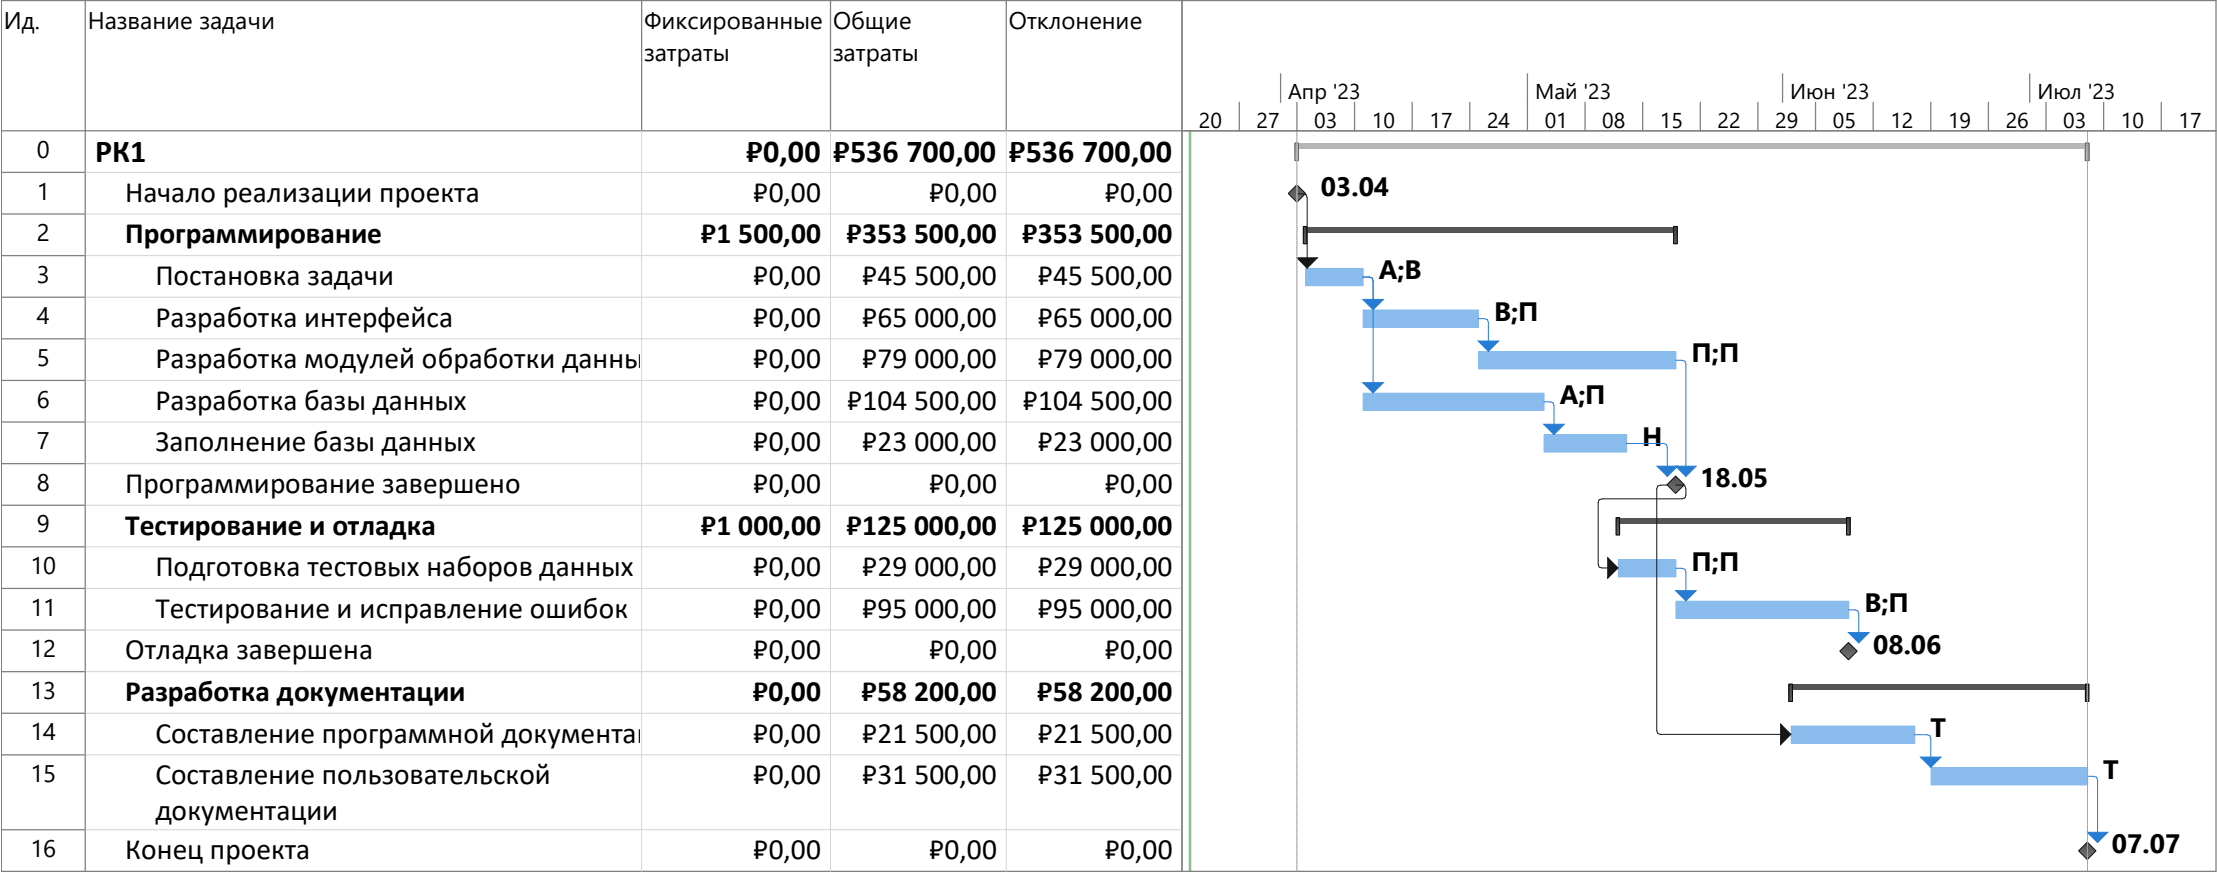 Ид. Название задачи Фиксированные затраты Общие затраты Отклонение
Апр '23 Май '23 Июн '23 Июл '23
20 27 03 10 17 24 01 08 15 22 29 05 12 19 26 03 10 17
0 РК1 ₽0,00 ₽536 700,00 ₽536 700,00
1 Начало реализации проекта ₽0,00 ₽0,00 ₽0,00 03.04
2 Программирование ₽1 500,00 ₽353 500,00 ₽353 500,00
3 Постановка задачи ₽0,00 ₽45 500,00 ₽45 500,00 А;В
4 Разработка интерфейса ₽0,00 ₽65 000,00 ₽65 000,00 В;П
5 Разработка модулей обработки данны ₽0,00 ₽79 000,00 ₽79 000,00 П;П
6 Разработка базы данных ₽0,00 ₽104 500,00 ₽104 500,00 А;П
7 Заполнение базы данных ₽0,00 ₽23 000,00 ₽23 000,00 Н
8 Программирование завершено ₽0,00 ₽0,00 ₽0,00 18.05
9 Тестирование и отладка ₽1 000,00 ₽125 000,00 ₽125 000,00
10 Подготовка тестовых наборов данных ₽0,00 ₽29 000,00 ₽29 000,00 П;П
11 Тестирование и исправление ошибок ₽0,00 ₽95 000,00 ₽95 000,00 В;П
12 Отладка завершена ₽0,00 ₽0,00 ₽0,00 08.06
13 Разработка документации ₽0,00 ₽58 200,00 ₽58 200,00
14 Составление программной документа ₽0,00 ₽21 500,00 ₽21 500,00 Т
15 Составление пользовательской ₽0,00 ₽31 500,00 ₽31 500,00 Т
документации
16 Конец проекта ₽0,00 ₽0,00 ₽0,00 07.07